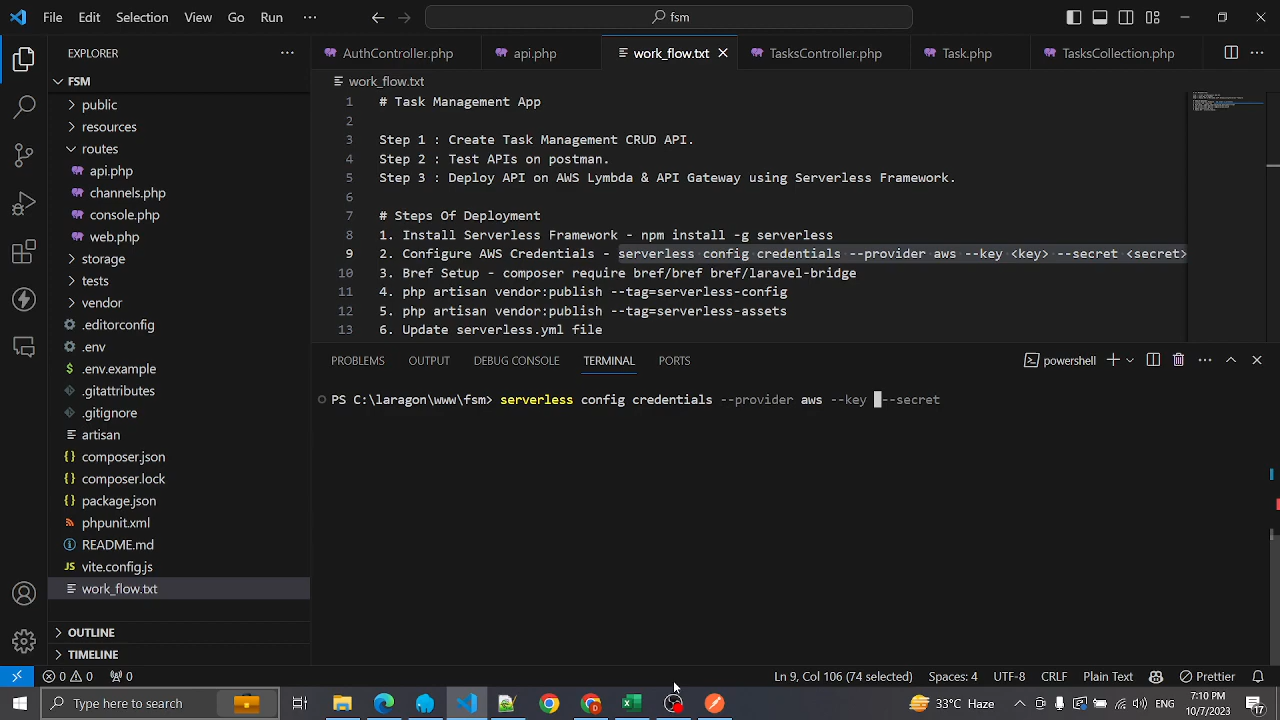 File Edit Selection View Go Run ··· fsm
EXPLORER
FSM
public
resources
routes
api.php
channels.php
console.php
web.php
storage
tests
vendor
.editorconfig
.env
.env.example
.gitattributes
.gitignore
artisan
composer.json
composer.lock
package.json
phpunit.xml
README.md
vite.config.js
work_flow.txt
OUTLINE
TIMELINE
AuthController.php api.php work_flow.txt TasksController.php Task.php TasksCollection.php
work_flow.txt
1 # Task Management App
2
3 Step 1 : Create Task Management CRUD API.
4 Step 2 : Test APIs on postman.
5 Step 3 : Deploy API on AWS Lymbda & API Gateway using Serverless Framework.
6
7 # Steps Of Deployment
8 1. Install Serverless Framework - npm install -g serverless
9 2. Configure AWS Credentials - serverless config credentials --provider aws --key <key> --secret <secret>
10 3. Bref Setup - composer require bref/bref bref/laravel-bridge
11 4. php artisan vendor:publish --tag=serverless-config
12 5. php artisan vendor:publish --tag=serverless-assets
13 6. Update serverless.yml file
PROBLEMS OUTPUT DEBUG CONSOLE TERMINAL PORTS powershell
PS C:\laragon\www\fsm> serverless config credentials --provider aws --key --secret
0 0 0 Ln 9, Col 106 (74 selected) Spaces: 4 UTF-8 CRLF Plain Text Prettier
Type here to search 33°C Haze 7:10 PM
10/7/2023 17